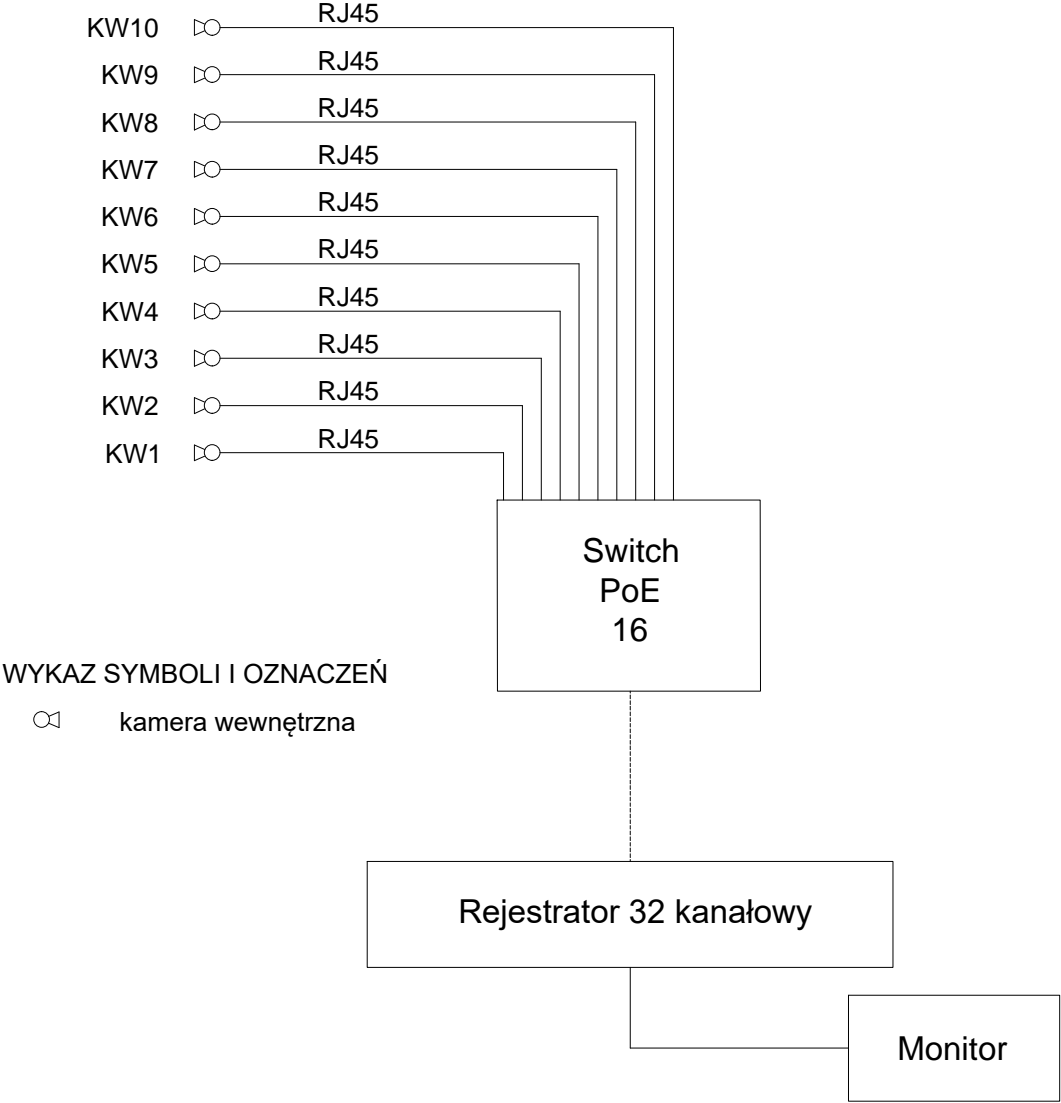 KW10 RJ45
KW9 RJ45
KW8 RJ45
KW7 RJ45
KW6 RJ45
KW5 RJ45
KW4 RJ45
KW3 RJ45
KW2 RJ45
KW1 RJ45
Switch
PoE
16
WYKAZ SYMBOLI I OZNACZEŃ
kamera wewnętrzna
Rejestrator 32 kanałowy
Monitor